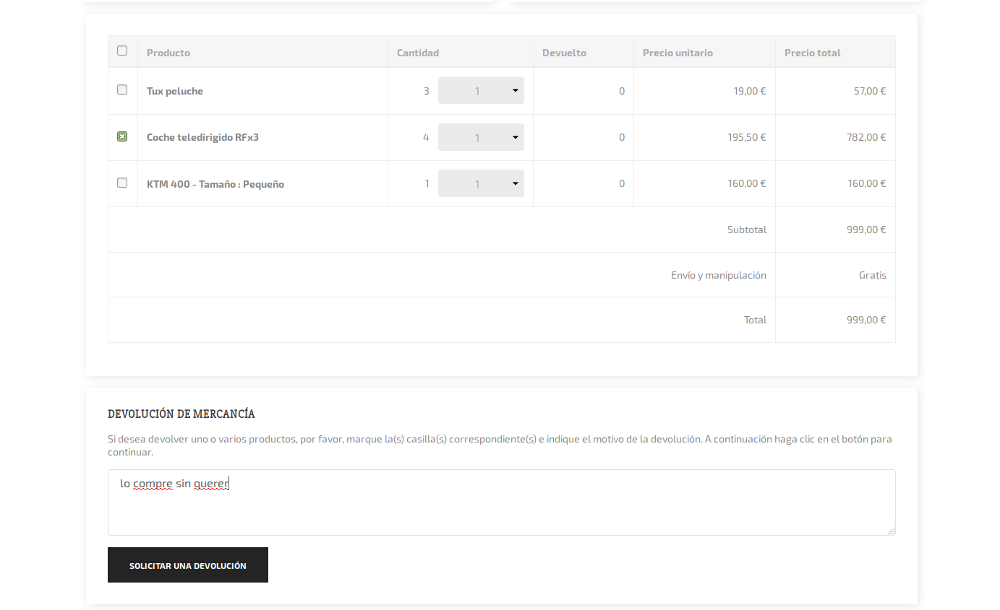 Producto Cantidad Devuelto Precio unitario Precio total
Tux peluche 3 1 0 19,00 € 57,00 €
Coche teledirigido RFx3 4 1 0 195,50 € 782,00 €
KTM 400 - Tamaño : Pequeño 1 1 0 160,00 € 160,00 €
Subtotal 999,00 €
Envío y manipulación Gratis
Total 999,00 €
DEVOLUCIÓN DE MERCANCÍA
Si desea devolver uno o varios productos, por favor, marque la(s) casilla(s) correspondiente(s) e indique el motivo de la devolución. A continuación haga clic en el botón para
continuar.
lo compre sin querer
SOLICITAR UNA DEVOLUCIÓN